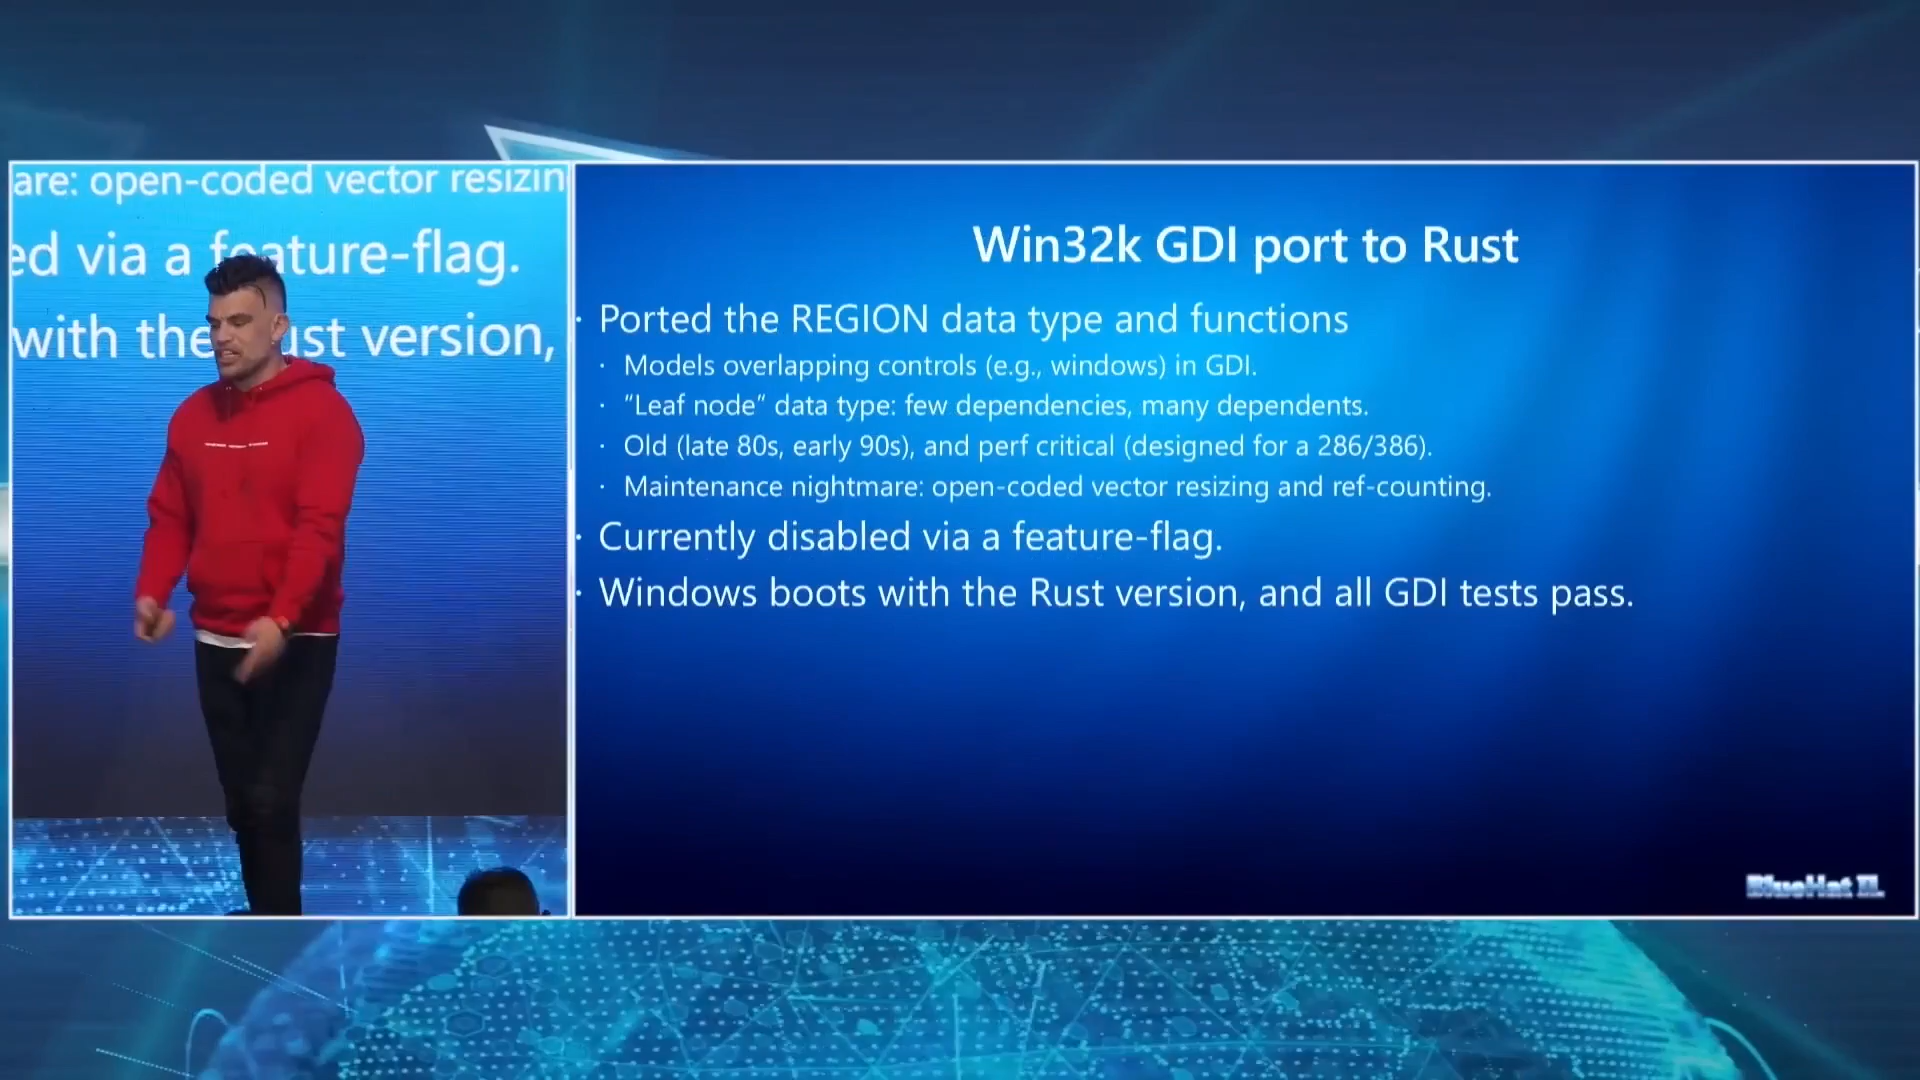 are: open-coded vector resizin
ed via a feature-flag.
with the Rust version,
Win32k GDI port to Rust
· Ported the REGION data type and functions
· Models overlapping controls (e.g., windows) in GDI.
· “Leaf node” data type: few dependencies, many dependents.
· Old (late 80s, early 90s), and perf critical (designed for a 286/386).
· Maintenance nightmare: open-coded vector resizing and ref-counting.
· Currently disabled via a feature-flag.
· Windows boots with the Rust version, and all GDI tests pass.
BlueHat IL